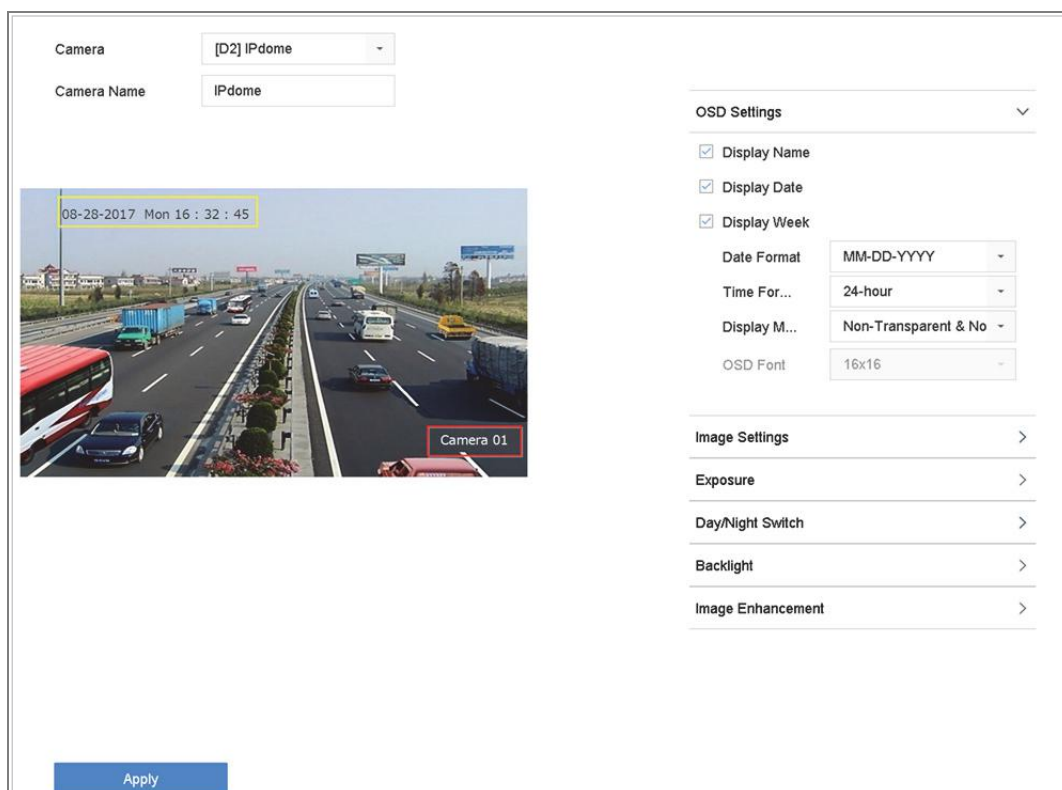 Camera [D2] IPdome
Camera Name IPdome
08-28-2017 Mon 16 : 32 : 45
Camera 01
OSD Settings
Display Name
Display Date
Display Week
Date Format MM-DD-YYYY
Time For... 24-hour
Display M... Non-Transparent & No
OSD Font 16x16
Image Settings
Exposure
Day/Night Switch
Backlight
Image Enhancement
Apply